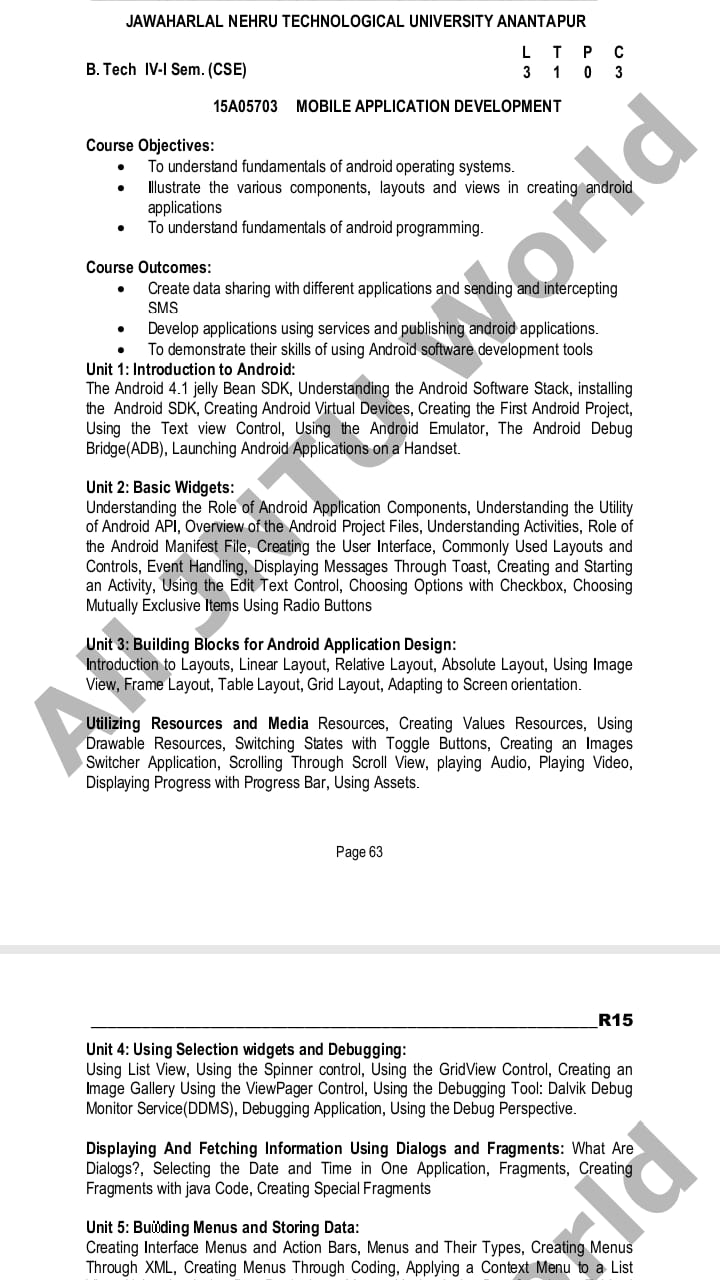 JAWAHARLAL NEHRU TECHNOLOGICAL UNIVERSITY ANANTAPUR
L T P C
B. Tech IV-I Sem. (CSE)
3 1 0 3
15A05703 MOBILE APPLICATION DEVELOPMENT
Course Objectives:
• To understand fundamentals of android operating systems.
• Illustrate the various components, layouts and views in creating android
applications
• To understand fundamentals of android programming.
Course Outcomes:
• Create data sharing with different applications and sending and intercepting
SMS
• Develop applications using services and publishing android applications.
• To demonstrate their skills of using Android software development tools
Unit 1: Introduction to Android:
The Android 4.1 jelly Bean SDK, Understanding the Android Software Stack, installing
the Android SDK, Creating Android Virtual Devices, Creating the First Android Project,
Using the Text view Control, Using the Android Emulator, The Android Debug
Bridge(ADB), Launching Android Applications on a Handset.
Unit 2: Basic Widgets:
Understanding the Role of Android Application Components, Understanding the Utility
of Android API, Overview of the Android Project Files, Understanding Activities, Role of
the Android Manifest File, Creating the User Interface, Commonly Used Layouts and
Controls, Event Handling, Displaying Messages Through Toast, Creating and Starting
an Activity, Using the Edit Text Control, Choosing Options with Checkbox, Choosing
Mutually Exclusive Items Using Radio Buttons
Unit 3: Building Blocks for Android Application Design:
Introduction to Layouts, Linear Layout, Relative Layout, Absolute Layout, Using Image
View, Frame Layout, Table Layout, Grid Layout, Adapting to Screen orientation.
Utilizing Resources and Media Resources, Creating Values Resources, Using
Drawable Resources, Switching States with Toggle Buttons, Creating an Images
Switcher Application, Scrolling Through Scroll View, playing Audio, Playing Video,
Displaying Progress with Progress Bar, Using Assets.
All JNTU World
Page 63
R15
Unit 4: Using Selection widgets and Debugging:
Using List View, Using the Spinner control, Using the GridView Control, Creating an
Image Gallery Using the ViewPager Control, Using the Debugging Tool: Dalvik Debug
Monitor Service(DDMS), Debugging Application, Using the Debug Perspective.
Displaying And Fetching Information Using Dialogs and Fragments: What Are
Dialogs?, Selecting the Date and Time in One Application, Fragments, Creating
Fragments with java Code, Creating Special Fragments
Unit 5: Building Menus and Storing Data:
Creating Interface Menus and Action Bars, Menus and Their Types, Creating Menus
Through XML, Creating Menus Through Coding, Applying a Context Menu to a List
orld